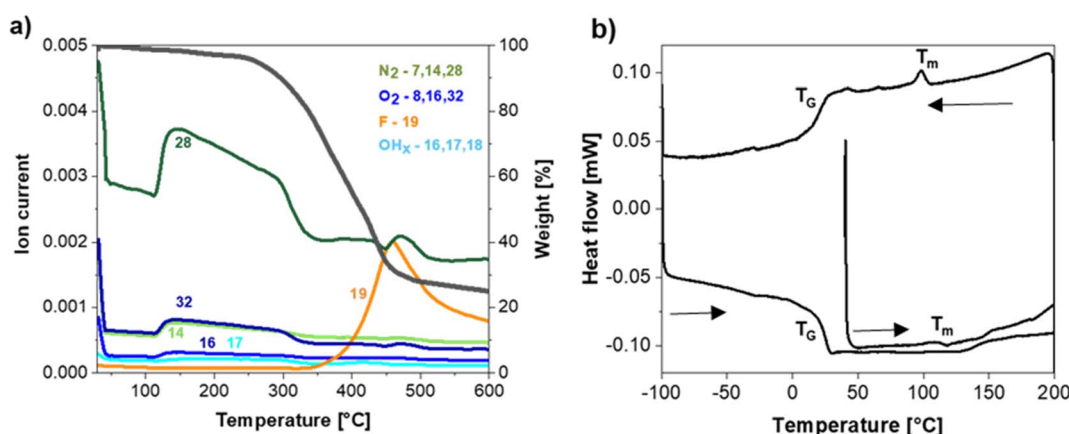 a)
0.005
0.004
0.003
0.002
0.001
0.000
Ion current
100
80
60
40
20
0
Weight [%]
N2 - 7,14,28
O2 - 8,16,32
F - 19
OHx - 16,17,18
28
32
14
16
17
19
100
200
300
400
500
600
Temperature [°C]
b)
0.10
0.05
0.00
-0.05
-0.10
Heat flow [mW]
TG
Tm
TG
Tm
-100
-50
0
50
100
150
200
Temperature [°C]